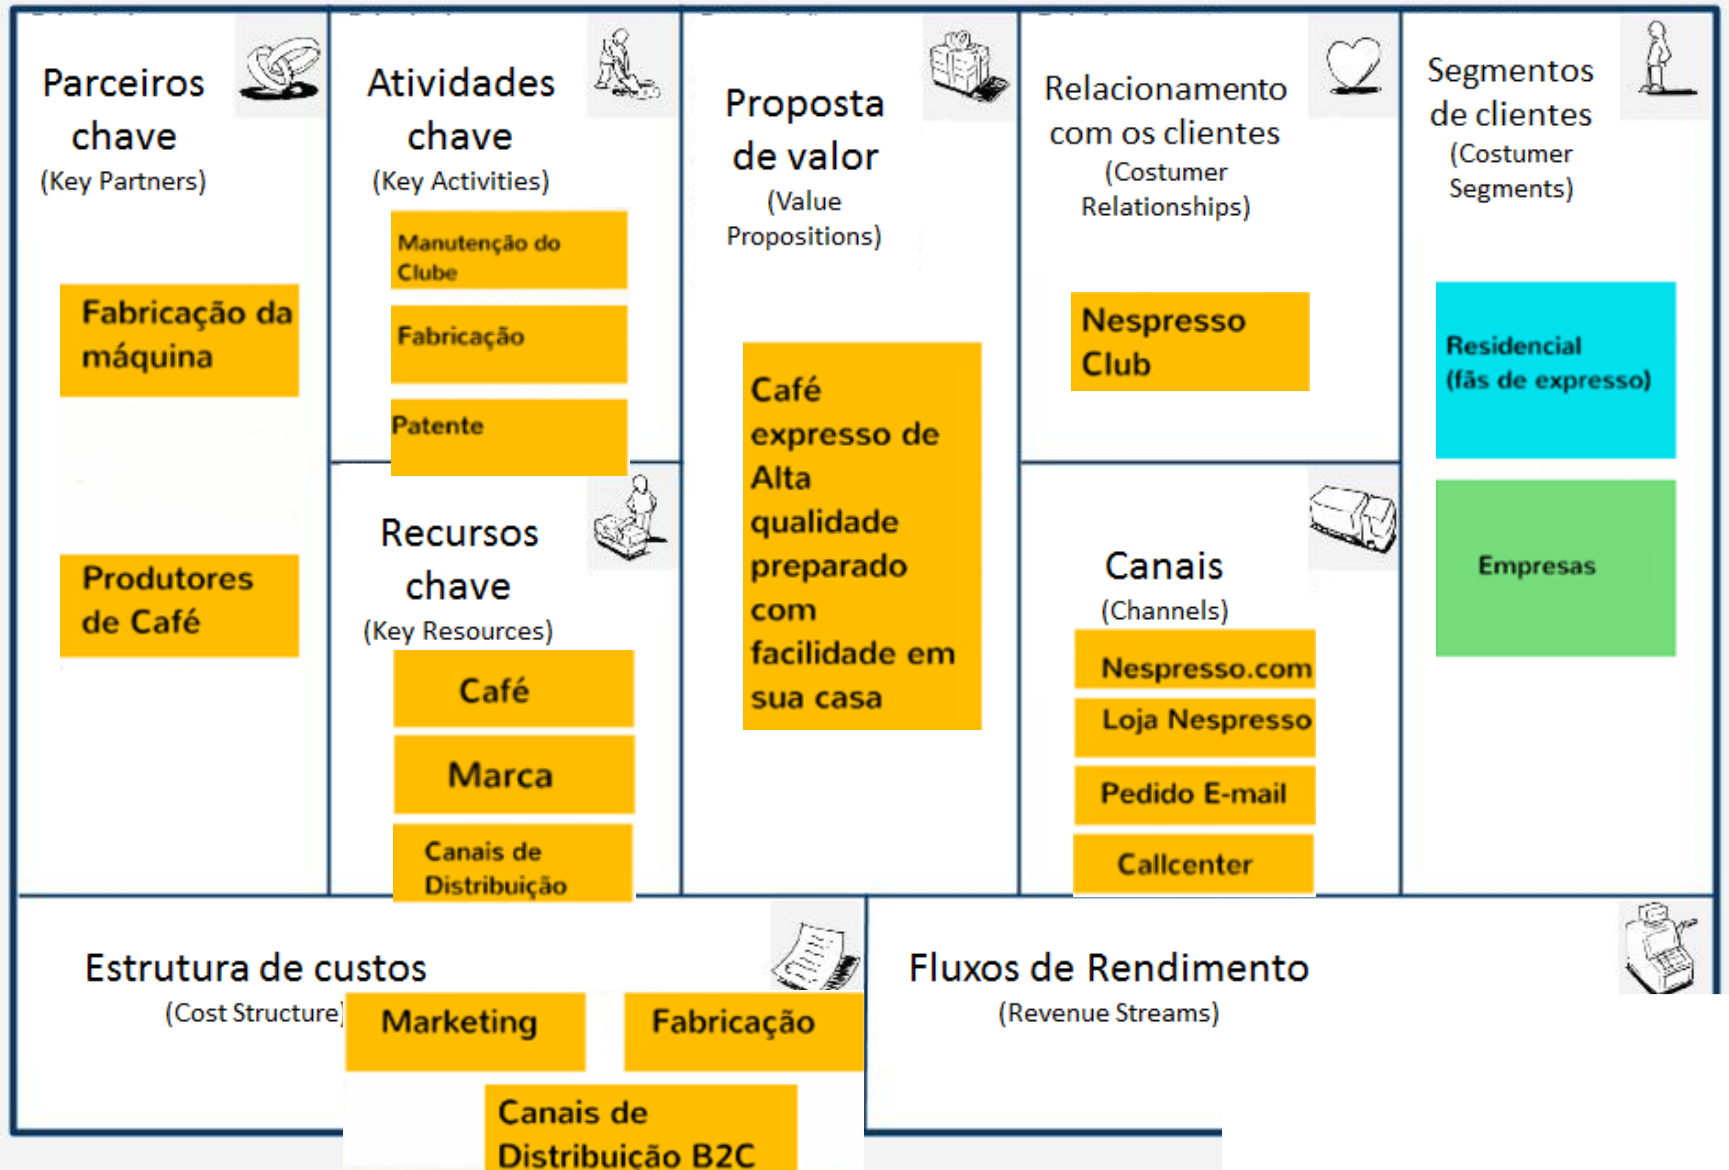 Parceiros
chave
(Key Partners)
Fabricação da
máquina
Produtores
de Café
Atividades
chave
(Key Activities)
Manutenção do
Clube
Fabricação
Patente
Recursos
chave
(Key Resources)
Café
Marca
Canais de
Distribuição
Proposta
de valor
(Value
Propositions)
Café
expresso de
Alta
qualidade
preparado
com
facilidade em
sua casa
Relacionamento
com os clientes
(Costumer
Relationships)
Nespresso
Club
Canais
(Channels)
Nespresso.com
Loja Nespresso
Pedido E-mail
Callcenter
Segmentos
de clientes
(Costumer
Segments)
Residencial
(fãs de expresso)
Empresas
Estrutura de custos
(Cost Structure)
Marketing
Fabricação
Canais de
Distribuição B2C
Fluxos de Rendimento
(Revenue Streams)